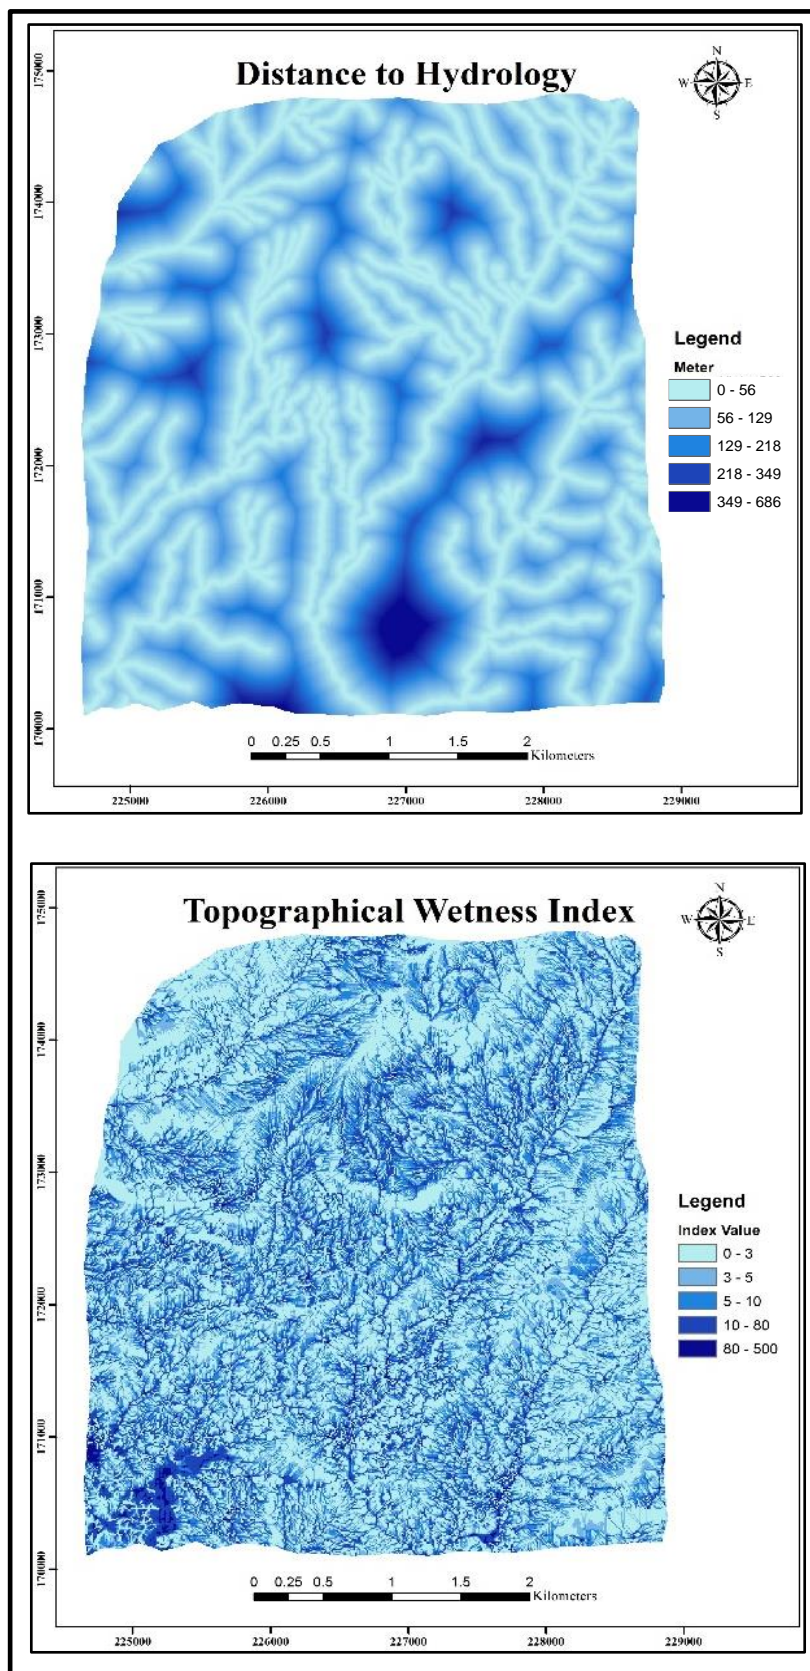 Distance to Hydrology
N
W E
S
175000
174000
173000
172000
171000
170000
Legend
Meter
0 - 56
56 - 129
129 - 218
218 - 349
349 - 686
0 0.25 0.5 1 1.5 2
Kilometers
225000 226000 227000 228000 229000
Topographical Wetness Index
N
W E
S
175000
174000
173000
172000
171000
170000
Legend
Index Value
0 - 3
3 - 5
5 - 10
10 - 80
80 - 500
0 0.25 0.5 1 1.5 2
Kilometers
225000 226000 227000 228000 229000